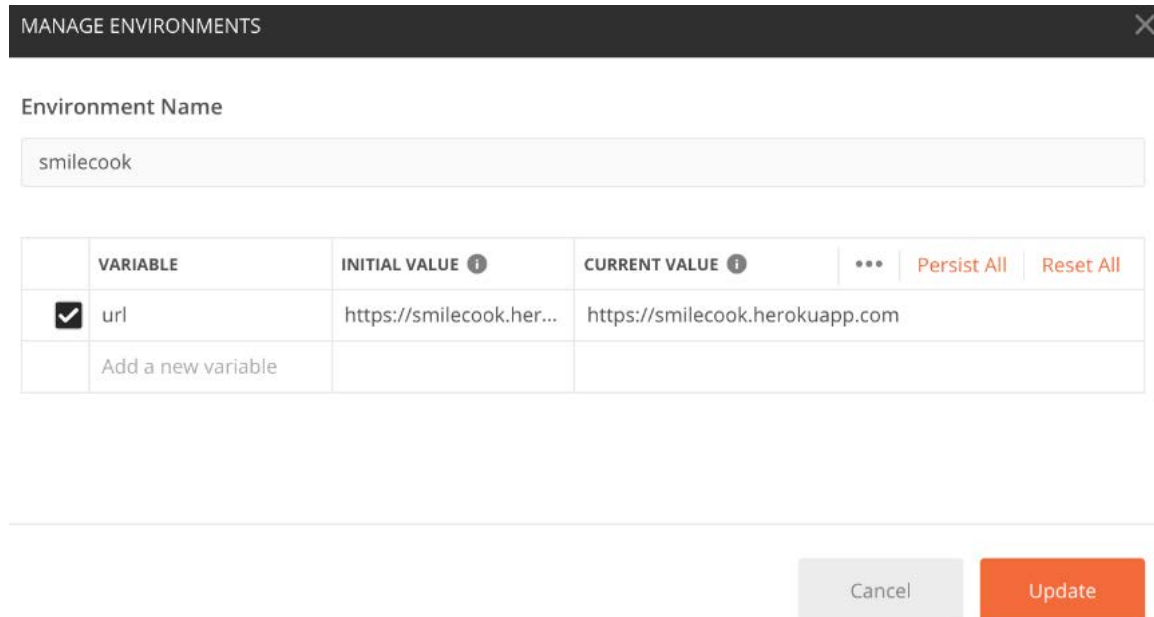 MANAGE ENVIRONMENTS
Environment Name
smilecook
VARIABLE INITIAL VALUE CURRENT VALUE ••• Persist All Reset All
url https://smilecook.her... https://smilecook.herokuapp.com
Add a new variable
Cancel Update